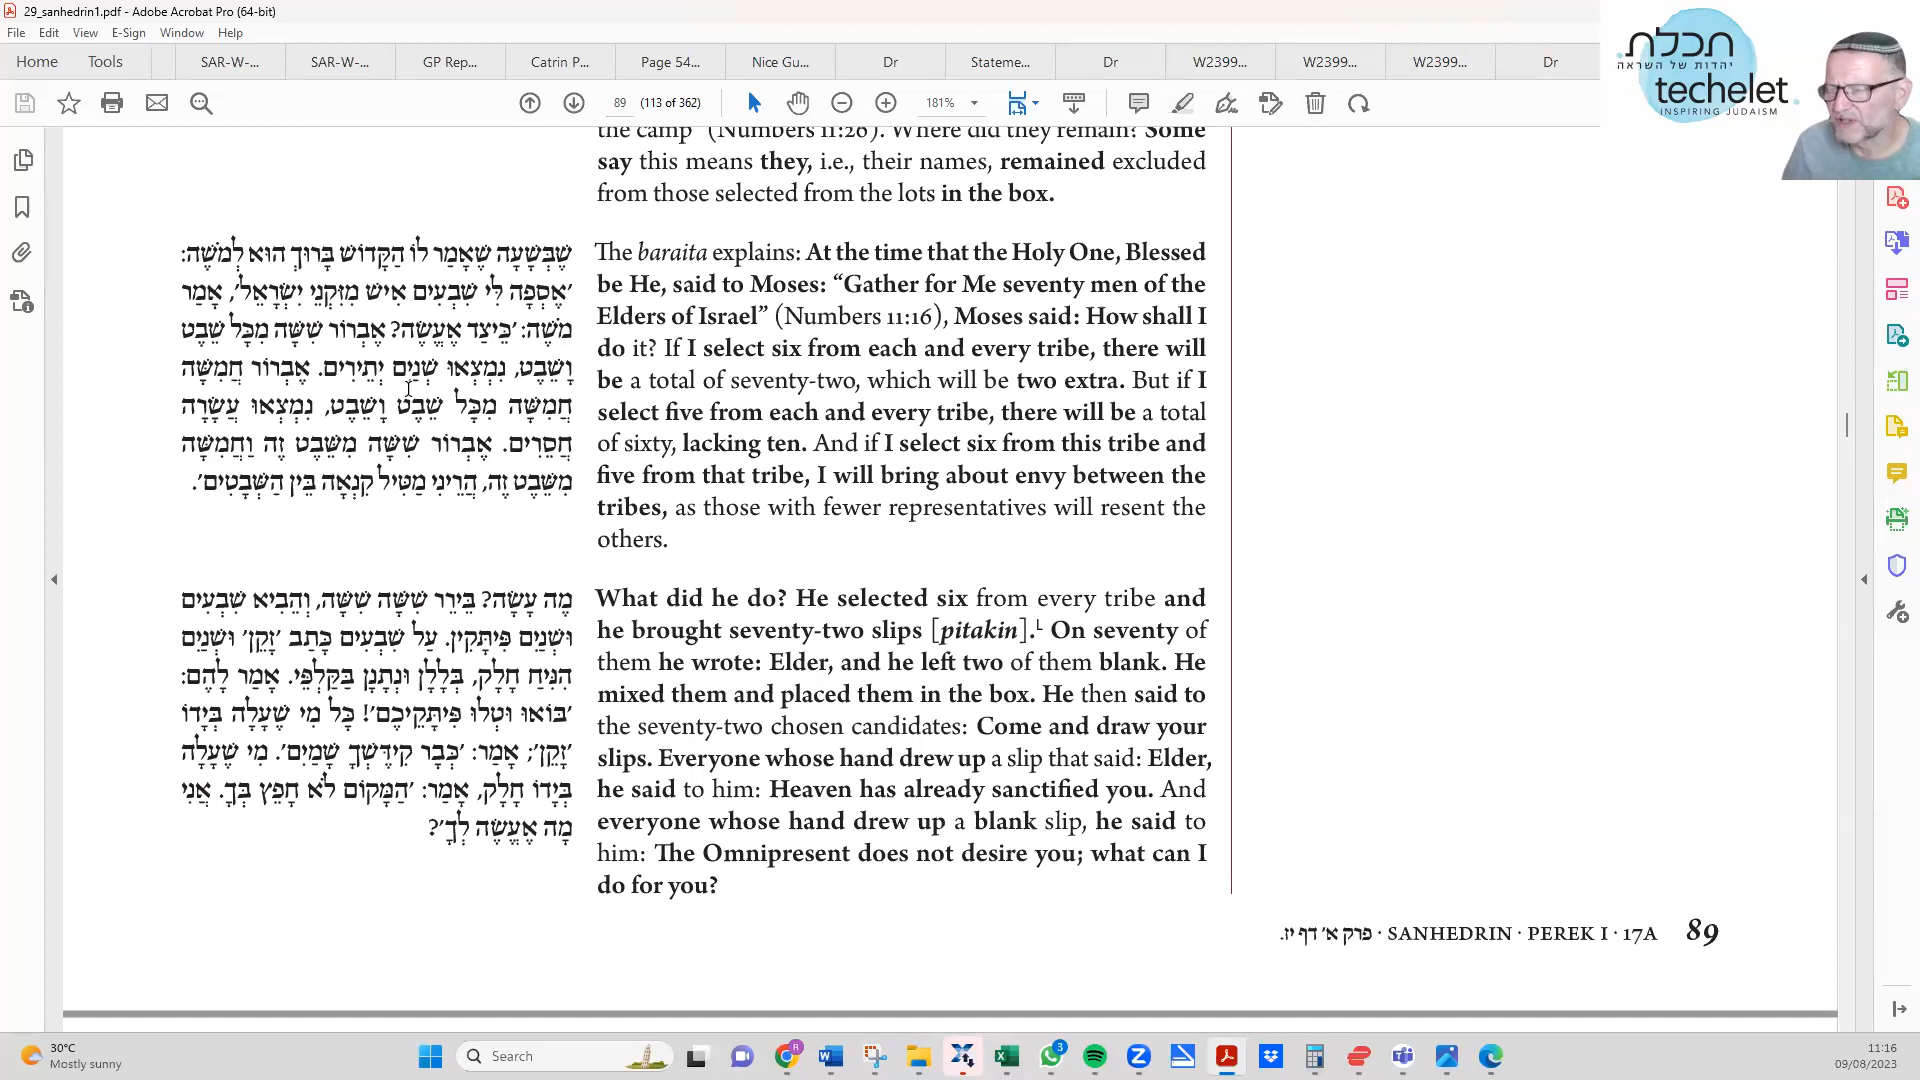 29_sanhedrin1.pdf - Adobe Acrobat Pro (64-bit)
File Edit View E-Sign Window Help
Home Tools SAR-W-... SAR-W-... GP Rep... Catrin P... Page 54... Nice Gu... Dr Stateme... Dr W2399... W2399... W2399... Dr
89 (113 of 362) 181%
תכלת
יהדות של השראה
techelet
INSPIRING JUDAISM
the camp" (Numbers 11:26). Where did they remain? Some
say this means they, i.e., their names, remained excluded
from those selected from the lots in the box.
שֶׁבְּשָׁעָה שֶׁאָמַר לוֹ הַקָּדוֹשׁ בָּרוּךְ הוּא לְמֹשֶׁה:
'אֶסְפָה לִּי שִׁבְעִים אִישׁ מִזִּקְנֵי יִשְׂרָאֵל', אָמַר
מֹשֶׁה: 'כֵּיצַד אֶעֱשֶׂה? אֶבְרוֹר שִׁשָּׁה מִכָּל שֵׁבֶט
וָשֵׁבֶט, נִמְצְאוּ שְׁנַיִם יְתֵירִים. אֶבְרוֹר חֲמִשָּׁה
חֲמִשָּׁה מִכָּל שֵׁבֶט וָשֵׁבֶט, נִמְצְאוּ עֲשָׂרָה
חֲסֵרִים. אֶבְרוֹר שִׁשָּׁה מִשֵּׁבֶט זֶה וַחֲמִשָּׁה
מִשֵּׁבֶט זֶה, הֲרֵינִי מַטִּיל קִנְאָה בֵּין הַשְּׁבָטִים'.
The baraita explains: At the time that the Holy One, Blessed
be He, said to Moses: “Gather for Me seventy men of the
Elders of Israel” (Numbers 11:16), Moses said: How shall I
do it? If I select six from each and every tribe, there will
be a total of seventy-two, which will be two extra. But if I
select five from each and every tribe, there will be a total
of sixty, lacking ten. And if I select six from this tribe and
five from that tribe, I will bring about envy between the
tribes, as those with fewer representatives will resent the
others.
מֶה עָשָׂה? בֵּירֵר שִׁשָּׁה שִׁשָּׁה, וְהֵבִיא שִׁבְעִים
וּשְׁנַיִם פִּיתָּקִין. עַל שִׁבְעִים כָּתַב 'זָקֵן' וּשְׁנַיִם
הִנִּיחַ חָלָק, בְּלָלָן וּנְתָנָן בַּקַּלְפֵּי. אָמַר לָהֶם:
'בּוֹאוּ וּטְלוּ פִּיתָּקֵיכֶם'! כָּל מִי שֶׁעָלָה בְּיָדוֹ
'זָקֵן'; אָמַר: 'כְּבָר קִידֶּשְׁךָ שָׁמַיִם'. מִי שֶׁעָלָה
בְּיָדוֹ חָלָק, אָמַר: 'הַמָּקוֹם לֹא חָפֵץ בְּךָ. אֲנִי
מָה אֶעֱשֶׂה לְךָ'?
What did he do? He selected six from every tribe and
he brought seventy-two slips [pitakin].L On seventy of
them he wrote: Elder, and he left two of them blank. He
mixed them and placed them in the box. He then said to
the seventy-two chosen candidates: Come and draw your
slips. Everyone whose hand drew up a slip that said: Elder,
he said to him: Heaven has already sanctified you. And
everyone whose hand drew up a blank slip, he said to
him: The Omnipresent does not desire you; what can I
do for you?
פרק א׳ דף יז. · SANHEDRIN · PEREK I · 17A 89
30°C
Mostly sunny
Search
3
11:16
09/08/2023